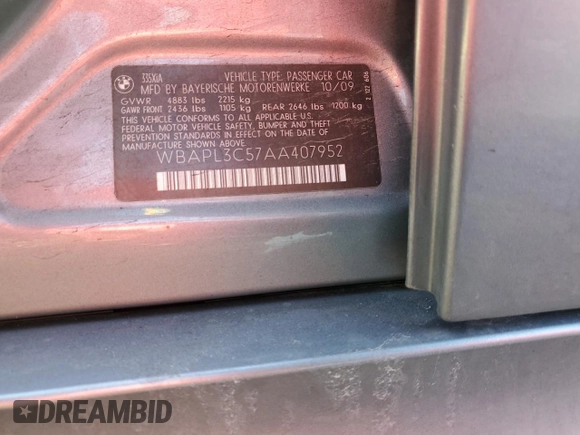 BMW
335XI/A VEHICLE TYPE: PASSENGER CAR
MFD BY BAYERISCHE MOTORENWERKE 10/09
GVWR 4883 lbs 2215 kg
GAWR FRONT 2436 lbs 1105 kg REAR 2646 lbs 1200 kg
THIS VEHICLE CONFORMS TO ALL APPLICABLE U.S.
FEDERAL MOTOR VEHICLE SAFETY, BUMPER, AND
THEFT PREVENTION STANDARDS IN EFFECT ON THE DATE OF
MANUFACTURE SHOWN ABOVE.
WBAPL3C57AA407952
DREAMBID